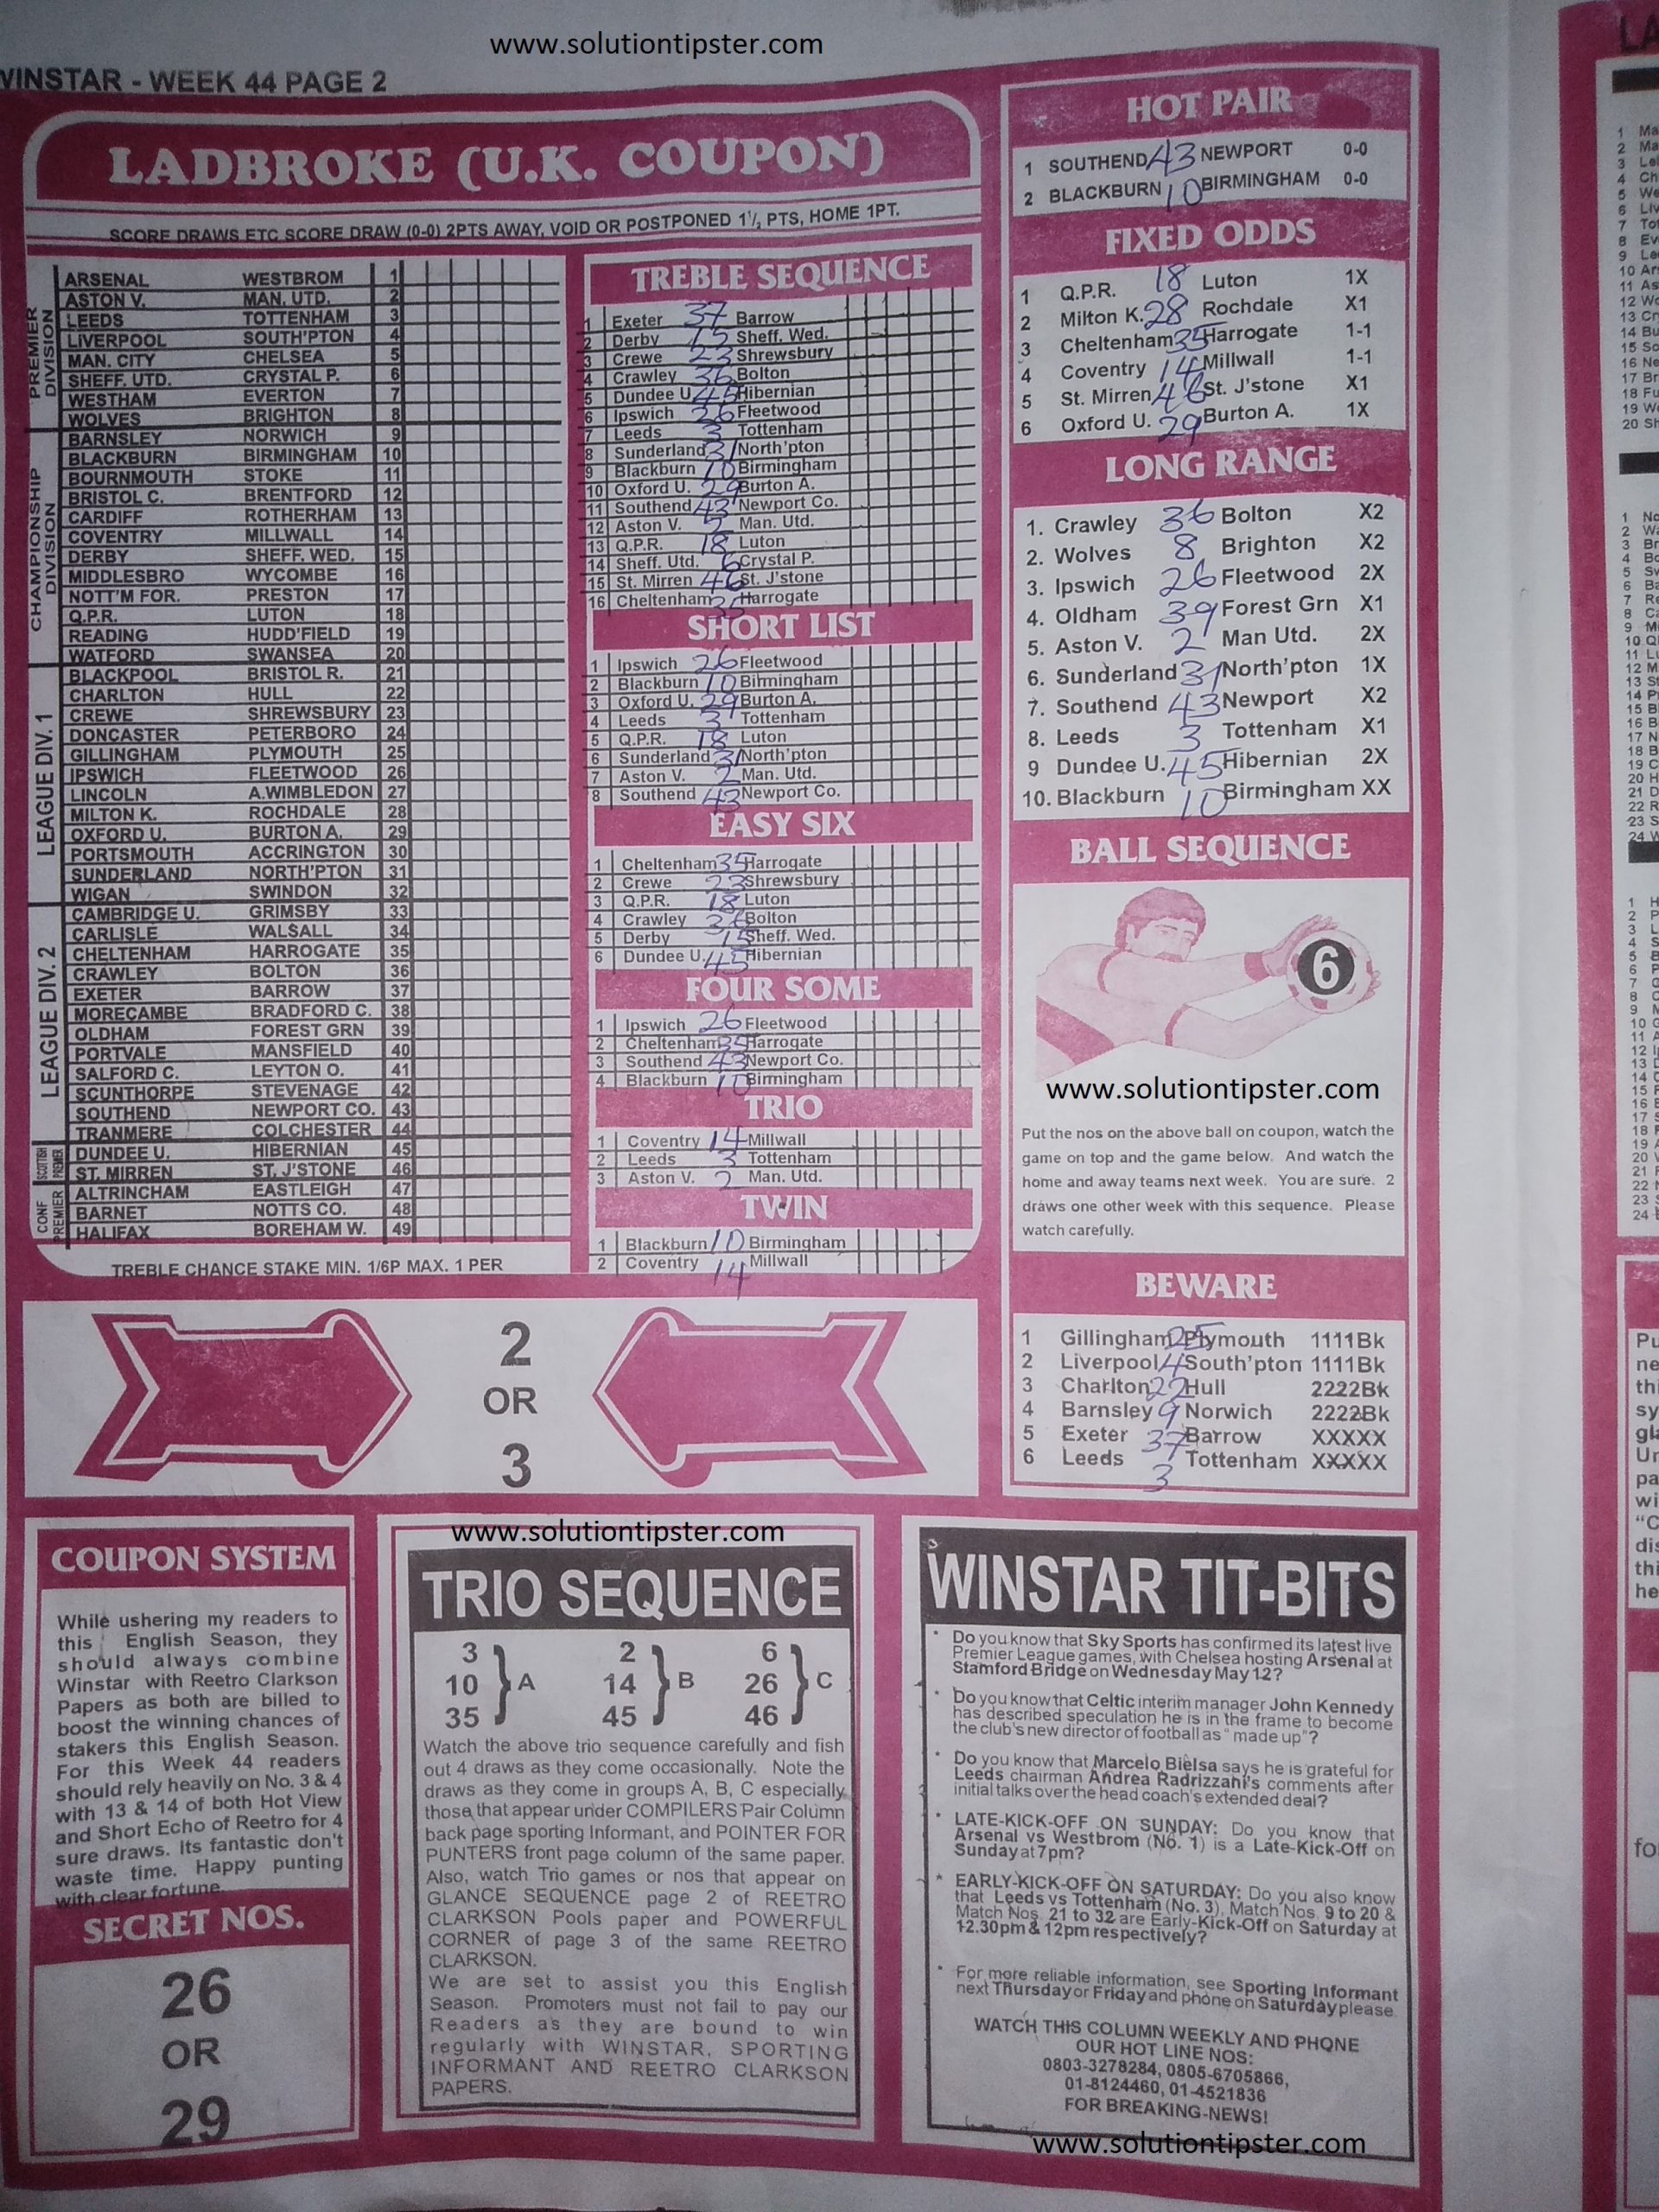 www.solutiontipster.com
WINSTAR - WEEK 44 PAGE 2
LADBROKE (U.K. COUPON)
SCORE DRAWS ETC SCORE DRAW (0-0) 2PTS AWAY, VOID OR POSTPONED 1½ PTS, HOME 1PT.
PREMIER DIVISION
ARSENAL WESTBROM 1
ASTON V. MAN. UTD. 2
LEEDS TOTTENHAM 3
LIVERPOOL SOUTH'PTON 4
MAN. CITY CHELSEA 5
SHEFF. UTD. CRYSTAL P. 6
WESTHAM EVERTON 7
WOLVES BRIGHTON 8
CHAMPIONSHIP DIVISION
BARNSLEY NORWICH 9
BLACKBURN BIRMINGHAM 10
BOURNMOUTH STOKE 11
BRISTOL C. BRENTFORD 12
CARDIFF ROTHERHAM 13
COVENTRY MILLWALL 14
DERBY SHEFF. WED. 15
MIDDLESBRO WYCOMBE 16
NOTT'M FOR. PRESTON 17
Q.P.R. LUTON 18
READING HUDD'FIELD 19
WATFORD SWANSEA 20
LEAGUE DIV. 1
BLACKPOOL BRISTOL R. 21
CHARLTON HULL 22
CREWE SHREWSBURY 23
DONCASTER PETERBORO 24
GILLINGHAM PLYMOUTH 25
IPSWICH FLEETWOOD 26
LINCOLN A.WIMBLEDON 27
MILTON K. ROCHDALE 28
OXFORD U. BURTON A. 29
PORTSMOUTH ACCRINGTON 30
SUNDERLAND NORTH'PTON 31
WIGAN SWINDON 32
LEAGUE DIV. 2
CAMBRIDGE U. GRIMSBY 33
CARLISLE WALSALL 34
CHELTENHAM HARROGATE 35
CRAWLEY BOLTON 36
EXETER BARROW 37
MORECAMBE BRADFORD C. 38
OLDHAM FOREST GRN 39
PORTVALE MANSFIELD 40
SALFORD C. LEYTON O. 41
SCUNTHORPE STEVENAGE 42
SOUTHEND NEWPORT CO. 43
TRANMERE COLCHESTER 44
SCOTTISH PREMIER
DUNDEE U. HIBERNIAN 45
ST. MIRREN ST. J'STONE 46
CONF PREMIER
ALTRINCHAM EASTLEIGH 47
BARNET NOTTS CO. 48
HALIFAX BOREHAM W. 49
TREBLE CHANCE STAKE MIN. 1/6P MAX. 1 PER
TREBLE SEQUENCE
1 Exeter 37 Barrow
2 Derby 15 Sheff. Wed.
3 Crewe 23 Shrewsbury
4 Crawley 36 Bolton
5 Dundee U. 45 Hibernian
6 Ipswich 26 Fleetwood
7 Leeds 3 Tottenham
8 Sunderland 31 North'pton
9 Blackburn 10 Birmingham
10 Oxford U. 29 Burton A.
11 Southend 43 Newport Co.
12 Aston V. 2 Man. Utd.
13 Q.P.R. 18 Luton
14 Sheff. Utd. 6 Crystal P.
15 St. Mirren 46 St. J'stone
16 Cheltenham 35 Harrogate
SHORT LIST
1 Ipswich 26 Fleetwood
2 Blackburn 10 Birmingham
3 Oxford U. 29 Burton A.
4 Leeds 3 Tottenham
5 Q.P.R. 18 Luton
6 Sunderland 31 North'pton
7 Aston V. 2 Man. Utd.
8 Southend 43 Newport Co.
EASY SIX
1 Cheltenham 35 Harrogate
2 Crewe 23 Shrewsbury
3 Q.P.R. 18 Luton
4 Crawley 36 Bolton
5 Derby 15 Sheff. Wed.
6 Dundee U. 45 Hibernian
FOUR SOME
1 Ipswich 26 Fleetwood
2 Cheltenham 35 Harrogate
3 Southend 43 Newport Co.
4 Blackburn 10 Birmingham
TRIO
1 Coventry 14 Millwall
2 Leeds 3 Tottenham
3 Aston V. 2 Man. Utd.
TWIN
1 Blackburn 10 Birmingham
2 Coventry 14 Millwall
HOT PAIR
1 SOUTHEND 43 NEWPORT 0-0
2 BLACKBURN 10 BIRMINGHAM 0-0
FIXED ODDS
1 Q.P.R. 18 Luton 1X
2 Milton K. 28 Rochdale X1
3 Cheltenham 35 Harrogate 1-1
4 Coventry 14 Millwall 1-1
5 St. Mirren 46 St. J'stone X1
6 Oxford U. 29 Burton A. 1X
LONG RANGE
1. Crawley 36 Bolton X2
2. Wolves 8 Brighton X2
3. Ipswich 26 Fleetwood 2X
4. Oldham 39 Forest Grn X1
5. Aston V. 2 Man Utd. 2X
6. Sunderland 31 North'pton 1X
7. Southend 43 Newport X2
8. Leeds 3 Tottenham X1
9 Dundee U. 45 Hibernian 2X
10. Blackburn 10 Birmingham XX
BALL SEQUENCE
6
www.solutiontipster.com
Put the nos on the above ball on coupon, watch the
game on top and the game below. And watch the
home and away teams next week. You are sure. 2
draws one other week with this sequence. Please
watch carefully.
BEWARE
1 Gillingham 25 Plymouth 1111Bk
2 Liverpool 4 South'pton 1111Bk
3 Charlton 22 Hull 2222Bk
4 Barnsley 9 Norwich 2222Bk
5 Exeter 37 Barrow XXXXX
6 Leeds 3 Tottenham XXXXX
2
OR
3
COUPON SYSTEM
While ushering my readers to
this English Season, they
should always combine
Winstar with Reetro Clarkson
Papers as both are billed to
boost the winning chances of
stakers this English Season.
For this Week 44 readers
should rely heavily on No. 3 & 4
with 13 & 14 of both Hot View
and Short Echo of Reetro for 4
sure draws. Its fantastic don't
waste time. Happy punting
with clear fortune.
SECRET NOS.
26
OR
29
www.solutiontipster.com
TRIO SEQUENCE
3 2 6
10 A 14 B 26 C
35 45 46
Watch the above trio sequence carefully and fish
out 4 draws as they come occasionally. Note the
draws as they come in groups A, B, C especially
those that appear under COMPILERS Pair Column
back page sporting Informant, and POINTER FOR
PUNTERS front page column of the same paper.
Also, watch Trio games or nos that appear on
GLANCE SEQUENCE page 2 of REETRO
CLARKSON Pools paper and POWERFUL
CORNER of page 3 of the same REETRO
CLARKSON.
We are set to assist you this English
Season. Promoters must not fail to pay our
Readers as they are bound to win
regularly with WINSTAR, SPORTING
INFORMANT AND REETRO CLARKSON
PAPERS.
WINSTAR TIT-BITS
* Do you know that Sky Sports has confirmed its latest live
Premier League games, with Chelsea hosting Arsenal at
Stamford Bridge on Wednesday May 12?
* Do you know that Celtic interim manager John Kennedy
has described speculation he is in the frame to become
the club's new director of football as "made up"?
* Do you know that Marcelo Bielsa says he is grateful for
Leeds chairman Andrea Radrizzani's comments after
initial talks over the head coach's extended deal?
* LATE-KICK-OFF ON SUNDAY: Do you know that
Arsenal vs Westbrom (No. 1) is a Late-Kick-Off on
Sunday at 7pm?
* EARLY-KICK-OFF ON SATURDAY: Do you also know
that Leeds vs Tottenham (No. 3), Match Nos. 9 to 20 &
Match Nos. 21 to 32 are Early-Kick-Off on Saturday at
12.30pm & 12pm respectively?
* For more reliable information, see Sporting Informant
next Thursday or Friday and phone on Saturday please.
WATCH THIS COLUMN WEEKLY AND PHONE
OUR HOT LINE NOS:
0803-3278284, 0805-6705866,
01-8124460, 01-4521836
FOR BREAKING-NEWS!
www.solutiontipster.com